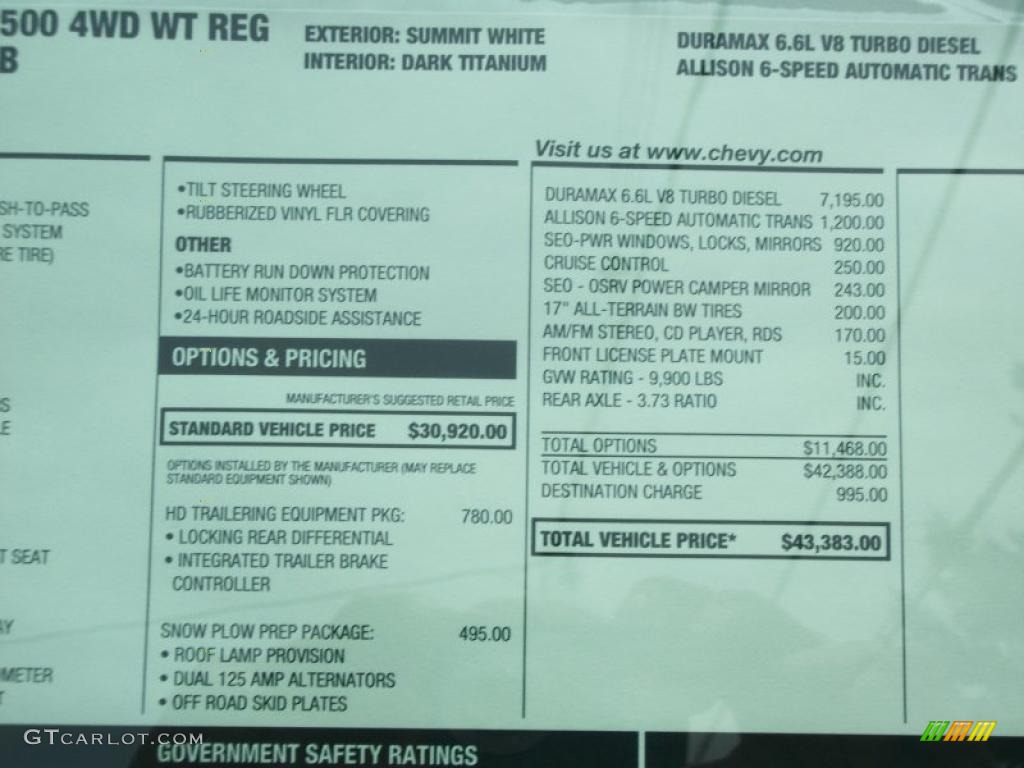 500 4WD WT REG
B
EXTERIOR: SUMMIT WHITE
INTERIOR: DARK TITANIUM
DURAMAX 6.6L V8 TURBO DIESEL
ALLISON 6-SPEED AUTOMATIC TRANS
Visit us at www.chevy.com
SH-TO-PASS
SYSTEM
RE TIRE)
S
LE
T SEAT
AY
OMETER
T
•TILT STEERING WHEEL
•RUBBERIZED VINYL FLR COVERING
OTHER
•BATTERY RUN DOWN PROTECTION
•OIL LIFE MONITOR SYSTEM
•24-HOUR ROADSIDE ASSISTANCE
OPTIONS & PRICING
MANUFACTURER'S SUGGESTED RETAIL PRICE
STANDARD VEHICLE PRICE $30,920.00
OPTIONS INSTALLED BY THE MANUFACTURER (MAY REPLACE
STANDARD EQUIPMENT SHOWN)
HD TRAILERING EQUIPMENT PKG: 780.00
• LOCKING REAR DIFFERENTIAL
• INTEGRATED TRAILER BRAKE
CONTROLLER
SNOW PLOW PREP PACKAGE: 495.00
• ROOF LAMP PROVISION
• DUAL 125 AMP ALTERNATORS
• OFF ROAD SKID PLATES
DURAMAX 6.6L V8 TURBO DIESEL 7,195.00
ALLISON 6-SPEED AUTOMATIC TRANS 1,200.00
SEO-PWR WINDOWS, LOCKS, MIRRORS 920.00
CRUISE CONTROL 250.00
SEO - OSRV POWER CAMPER MIRROR 243.00
17" ALL-TERRAIN BW TIRES 200.00
AM/FM STEREO, CD PLAYER, RDS 170.00
FRONT LICENSE PLATE MOUNT 15.00
GVW RATING - 9,900 LBS INC.
REAR AXLE - 3.73 RATIO INC.
TOTAL OPTIONS $11,468.00
TOTAL VEHICLE & OPTIONS $42,388.00
DESTINATION CHARGE 995.00
TOTAL VEHICLE PRICE* $43,383.00
GOVERNMENT SAFETY RATINGS
GTCARLOT.COM